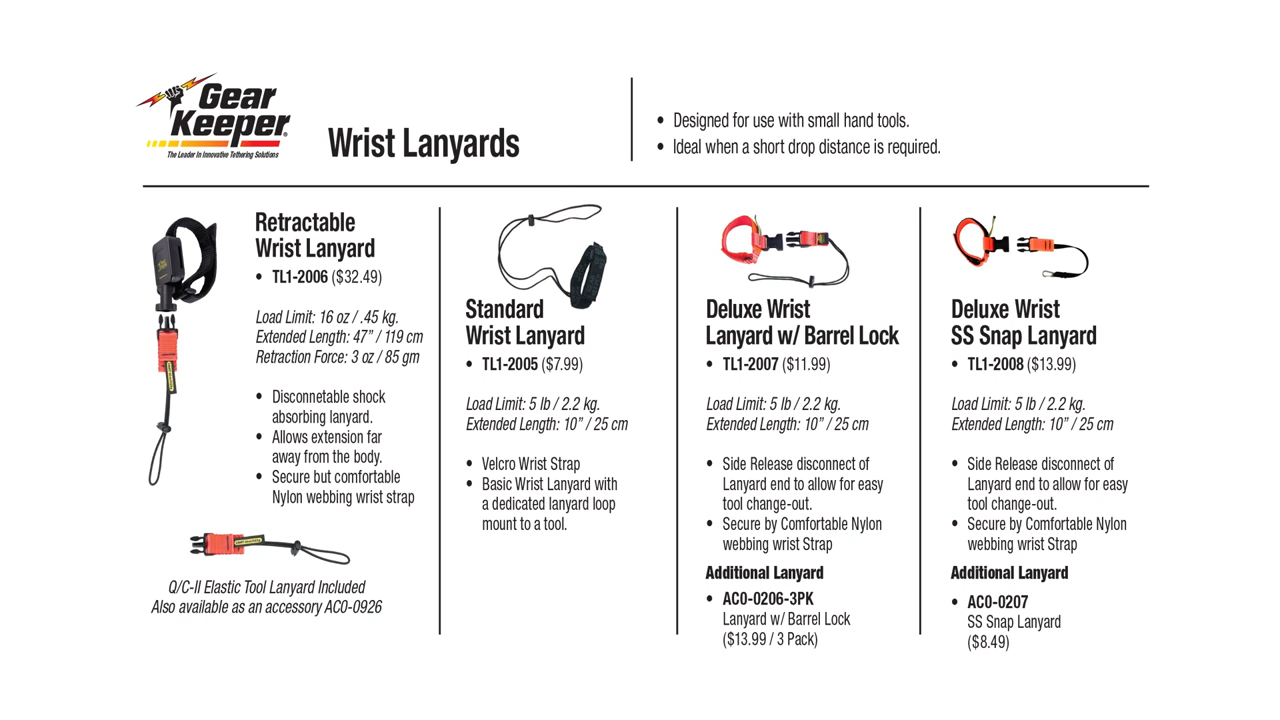 Gear
Keeper®
The Leader In Innovative Tethering Solutions
Wrist Lanyards
• Designed for use with small hand tools.
• Ideal when a short drop distance is required.
Retractable
Wrist Lanyard
• TL1-2006 ($32.49)
Load Limit: 16 oz / .45 kg.
Extended Length: 47” / 119 cm
Retraction Force: 3 oz / 85 gm
• Disconnetable shock
absorbing lanyard.
• Allows extension far
away from the body.
• Secure but comfortable
Nylon webbing wrist strap
Q/C-II Elastic Tool Lanyard Included
Also available as an accessory AC0-0926
Standard
Wrist Lanyard
• TL1-2005 ($7.99)
Load Limit: 5 lb / 2.2 kg.
Extended Length: 10” / 25 cm
• Velcro Wrist Strap
• Basic Wrist Lanyard with
a dedicated lanyard loop
mount to a tool.
Deluxe Wrist
Lanyard w/ Barrel Lock
• TL1-2007 ($11.99)
Load Limit: 5 lb / 2.2 kg.
Extended Length: 10” / 25 cm
• Side Release disconnect of
Lanyard end to allow for easy
tool change-out.
• Secure by Comfortable Nylon
webbing wrist Strap
Additional Lanyard
• AC0-0206-3PK
Lanyard w/ Barrel Lock
($13.99 / 3 Pack)
Deluxe Wrist
SS Snap Lanyard
• TL1-2008 ($13.99)
Load Limit: 5 lb / 2.2 kg.
Extended Length: 10” / 25 cm
• Side Release disconnect of
Lanyard end to allow for easy
tool change-out.
• Secure by Comfortable Nylon
webbing wrist Strap
Additional Lanyard
• AC0-0207
SS Snap Lanyard
($8.49)